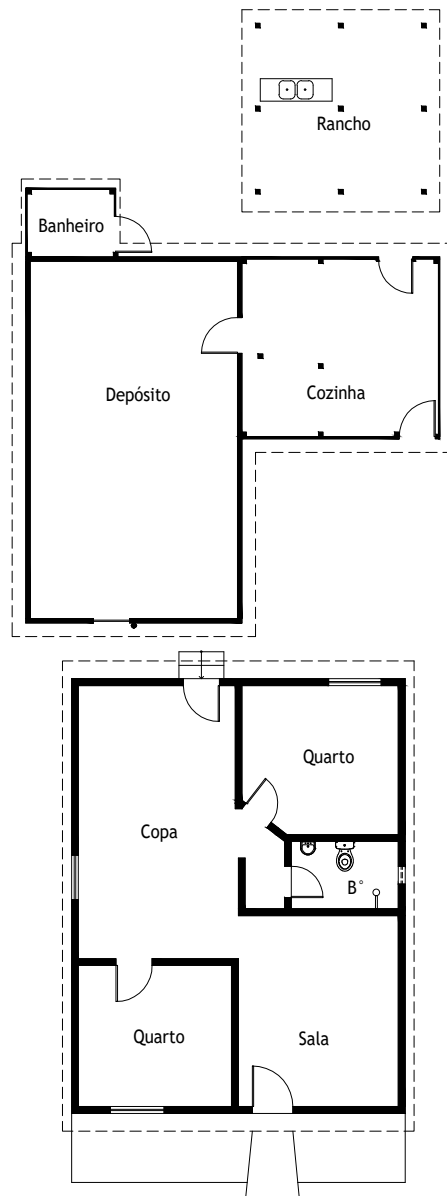 Rancho
Banheiro
Depósito
Cozinha
Quarto
Copa
B°
Quarto
Sala